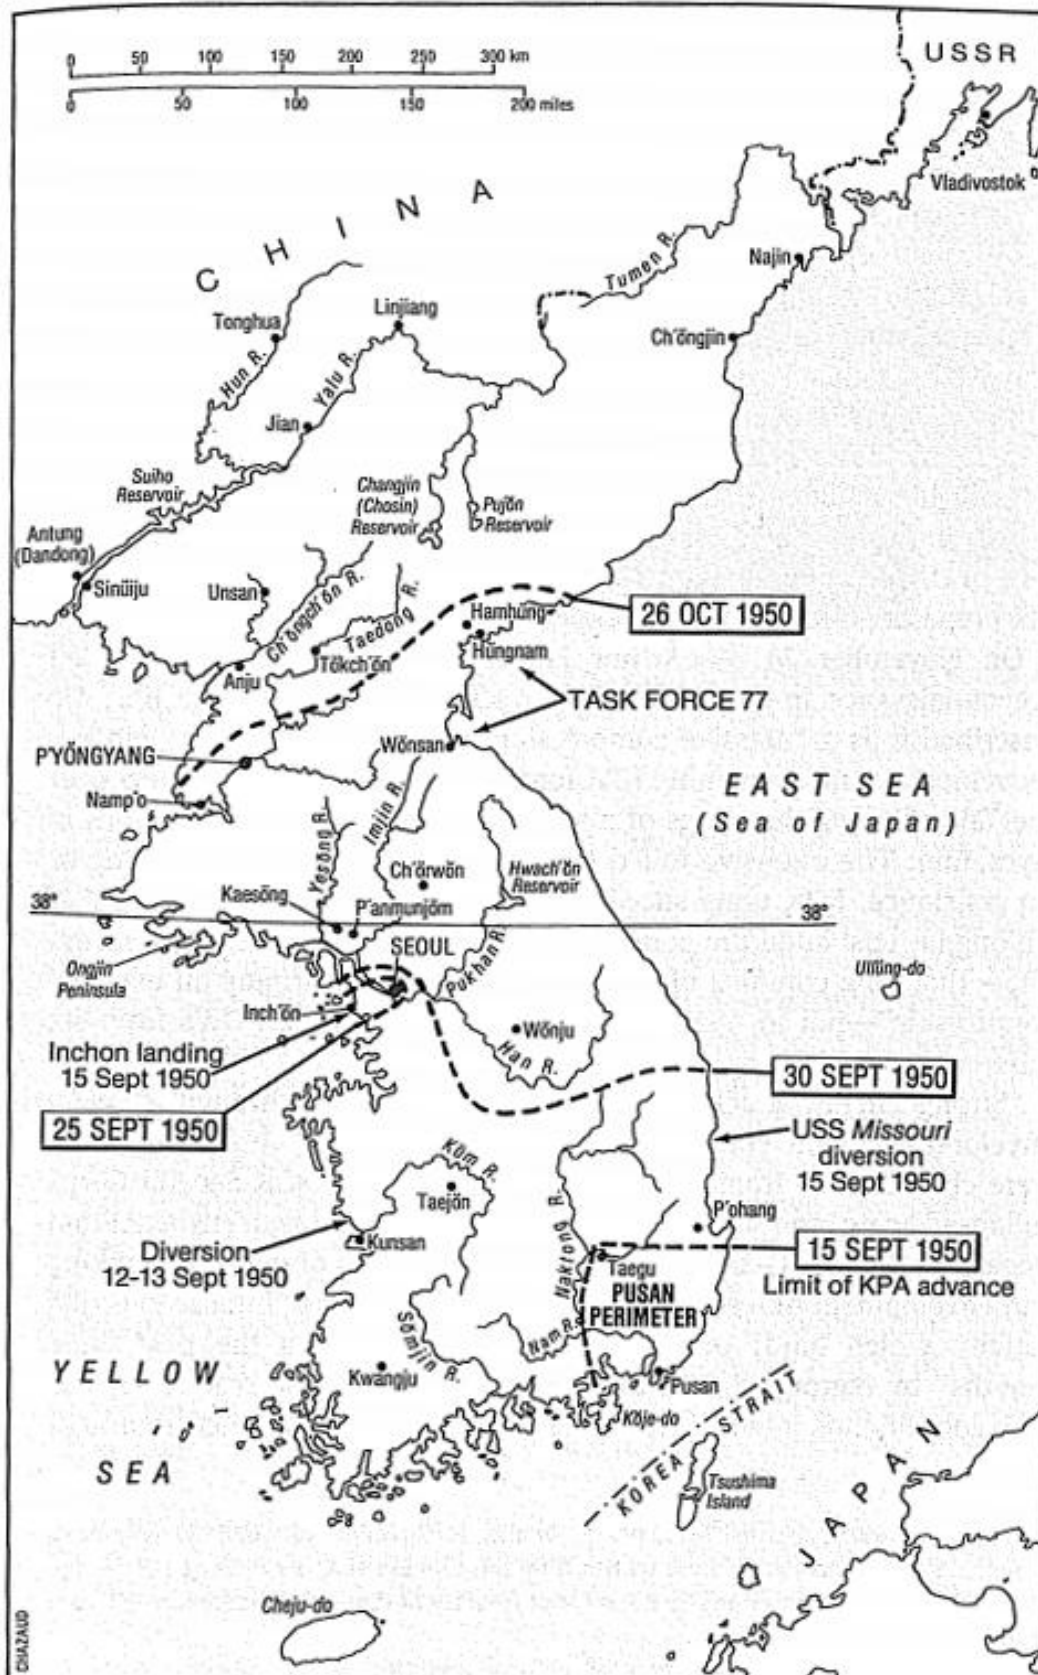 0 50 100 150 200 250 300 km
0 50 100 150 200 miles
USSR
Vladivostok
CHINA
Tumen R.
Najin
Tonghua
Linjiang
Ch'ŏngjin
Hun R.
Yalu R.
Jian
Suiho
Reservoir
Changjin
(Chosin)
Reservoir
Pujŏn
Reservoir
Antung
(Dandong)
Sinŭiju
Unsan
Ch'ŏngch'ŏn R.
Taedong R.
Hamhŭng
26 OCT 1950
Hŭngnam
Tŏkch'ŏn
Anju
TASK FORCE 77
P'YŎNGYANG
Wŏnsan
EAST SEA
(Sea of Japan)
Namp'o
Yesŏng R.
Imjin R.
Ch'ŏrwŏn
Hwach'ŏn
Reservoir
Kaesŏng
P'anmunjŏm
38°
38°
SEOUL
Ongjin
Peninsula
Pukhan R.
Ullŭng-do
Inch'ŏn
Wŏnju
Han R.
Inchon landing
15 Sept 1950
30 SEPT 1950
25 SEPT 1950
USS Missouri
diversion
15 Sept 1950
Kŭm R.
Taejŏn
Naktong R.
P'ohang
Kunsan
Diversion
12-13 Sept 1950
15 SEPT 1950
Limit of KPA advance
Taegu
PUSAN
PERIMETER
Nam R.
Sŏmjin R.
YELLOW
SEA
Kwangju
Pusan
Kŏje-do
KOREA STRAIT
Tsushima
Island
JAPAN
Cheju-do
CHAZAUD